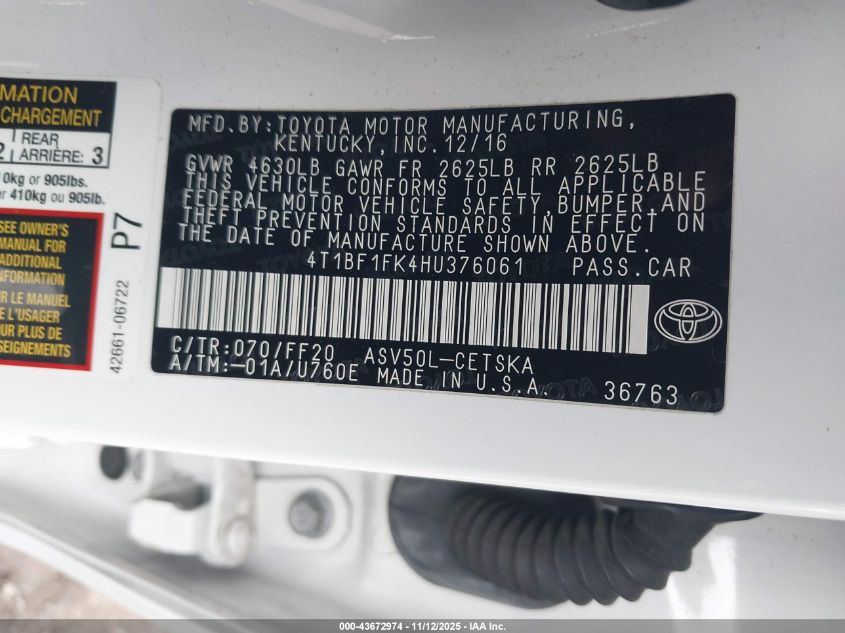 MATION
CHARGEMENT
2 REAR
ARRIÈRE: 3
kg or 905lbs.
410kg ou 905lb.
SEE OWNER'S
MANUAL FOR
ADDITIONAL
INFORMATION
LE MANUEL
USAGER
OUR PLUS DE
SEIGNEMENTS
P7
42661-06722
MFD.BY:TOYOTA MOTOR MANUFACTURING,
KENTUCKY, INC. 12/16
GVWR 4630LB GAWR FR 2625LB RR 2625LB
THIS VEHICLE CONFORMS TO ALL APPLICABLE
FEDERAL MOTOR VEHICLE SAFETY, BUMPER, AND
THEFT PREVENTION STANDARDS IN EFFECT ON
THE DATE OF MANUFACTURE SHOWN ABOVE.
4T1BF1FK4HU376061 PASS.CAR
C/TR:070/FF20 ASV50L-CETSKA
A/TM:-01A/U760E MADE IN U.S.A.
36763
000-43672974 - 11/12/2025 - IAA Inc.